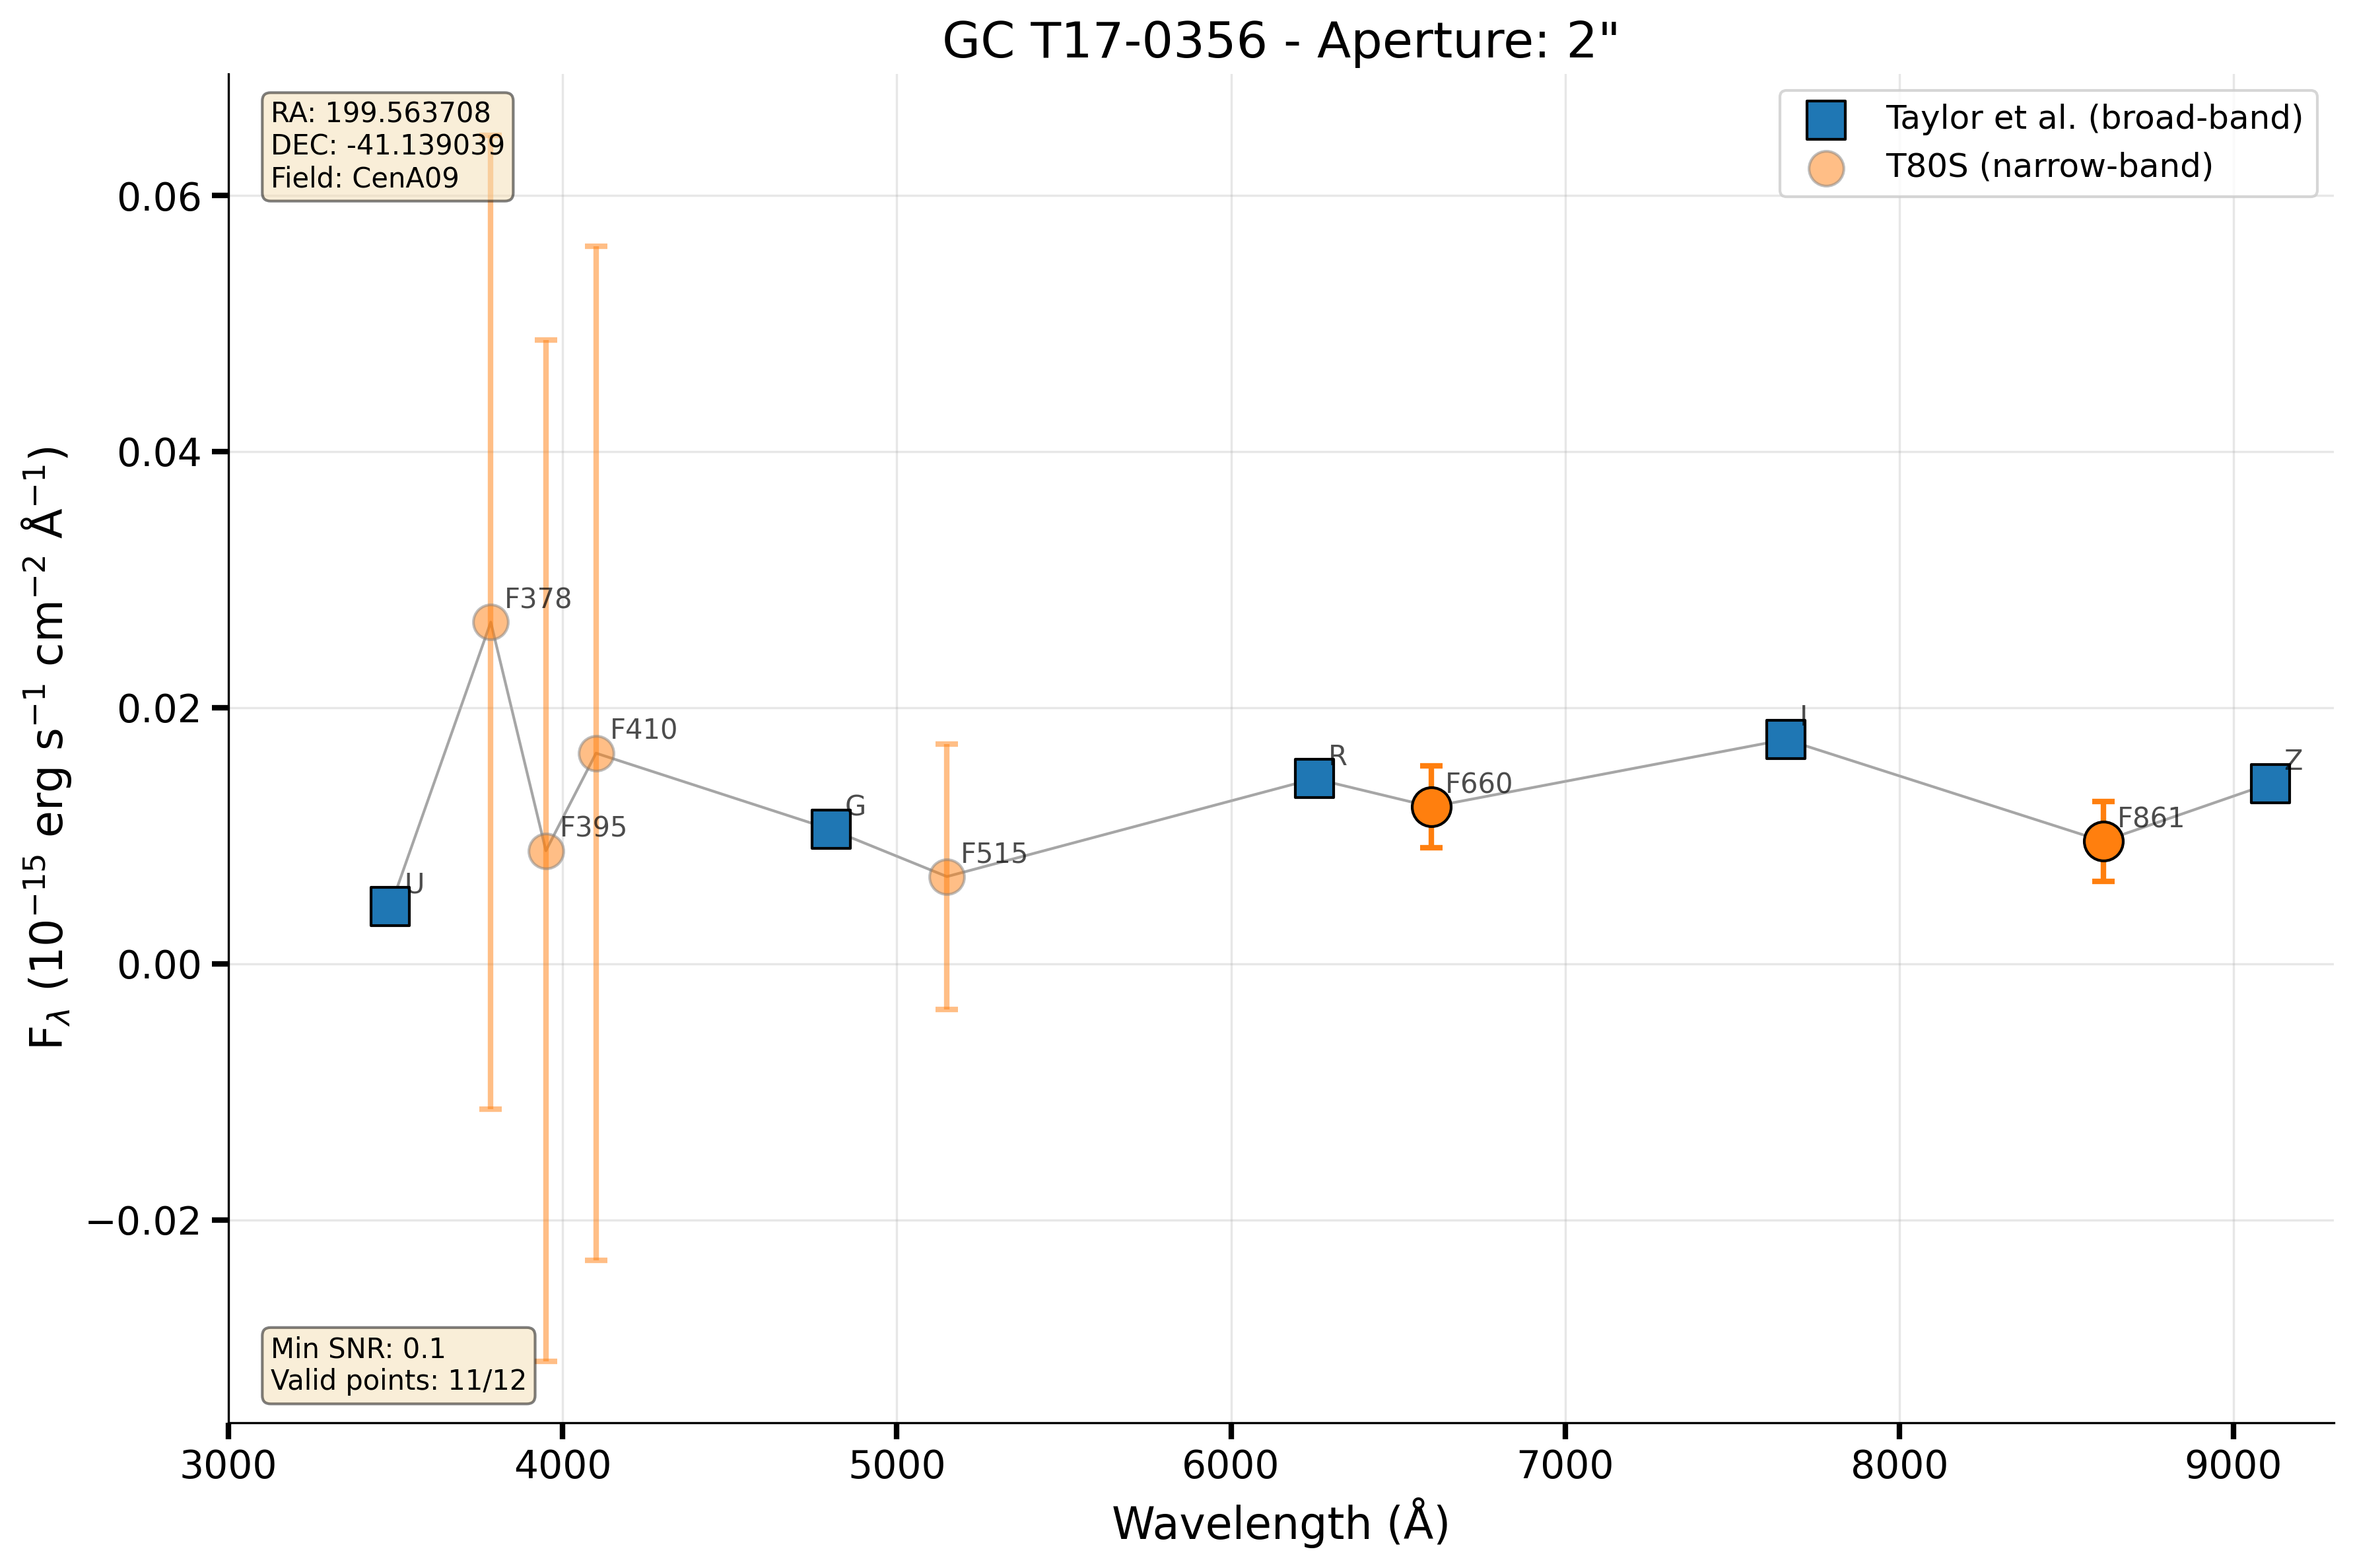 GC T17-0356 - Aperture: 2"
RA: 199.563708
DEC: -41.139039
Field: CenA09
Taylor et al. (broad-band)
T80S (narrow-band)
0.06
0.04
0.02
0.00
−0.02
F378
F410
F395
U
G
F515
R
F660
I
F861
Z
Min SNR: 0.1
Valid points: 11/12
3000
4000
5000
6000
7000
8000
9000
Wavelength (Å)
Fλ (10⁻¹⁵ erg s⁻¹ cm⁻² Å⁻¹)